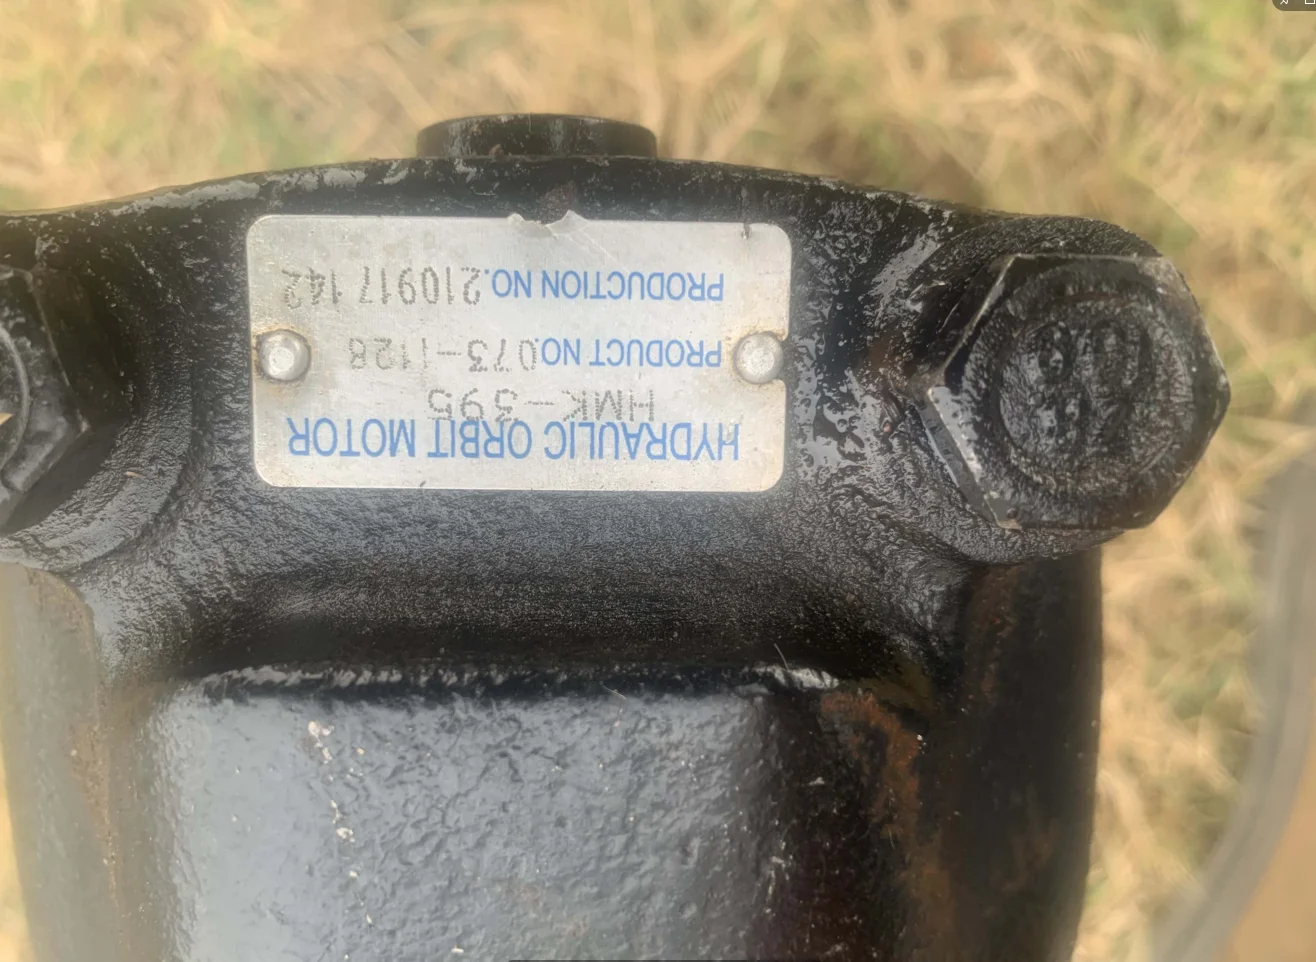 HYDRAULIC ORBIT MOTOR
HMK-395
PRODUCT NO.073-1128
PRODUCTION NO.210917 142